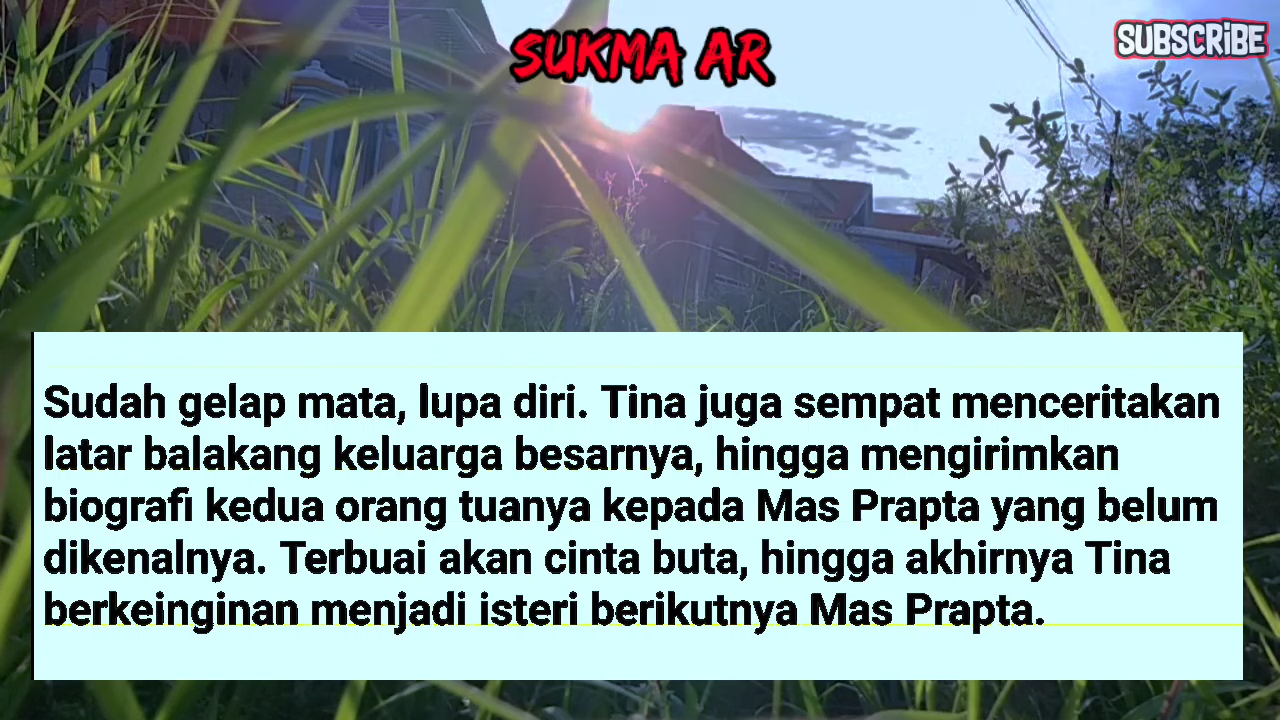 SUKMA AR
SUBSCRiBE
Sudah gelap mata, lupa diri. Tina juga sempat menceritakan
latar balakang keluarga besarnya, hingga mengirimkan
biografi kedua orang tuanya kepada Mas Prapta yang belum
dikenalnya. Terbuai akan cinta buta, hingga akhirnya Tina
berkeinginan menjadi isteri berikutnya Mas Prapta.